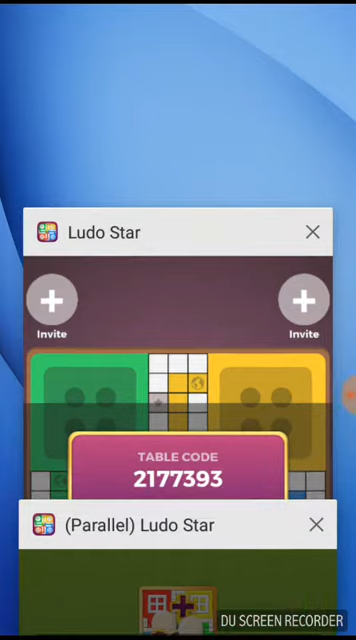 Ludo Star
Invite
Invite
TABLE CODE
2177393
(Parallel) Ludo Star
DU SCREEN RECORDER